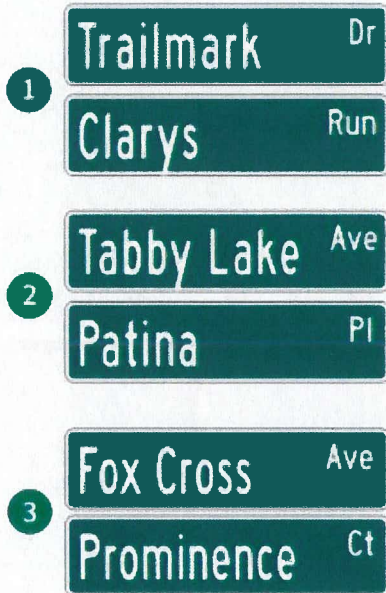 1
Trailmark Dr
Clarys Run
2
Tabby Lake Ave
Patina Pl
3
Fox Cross Ave
Prominence Ct